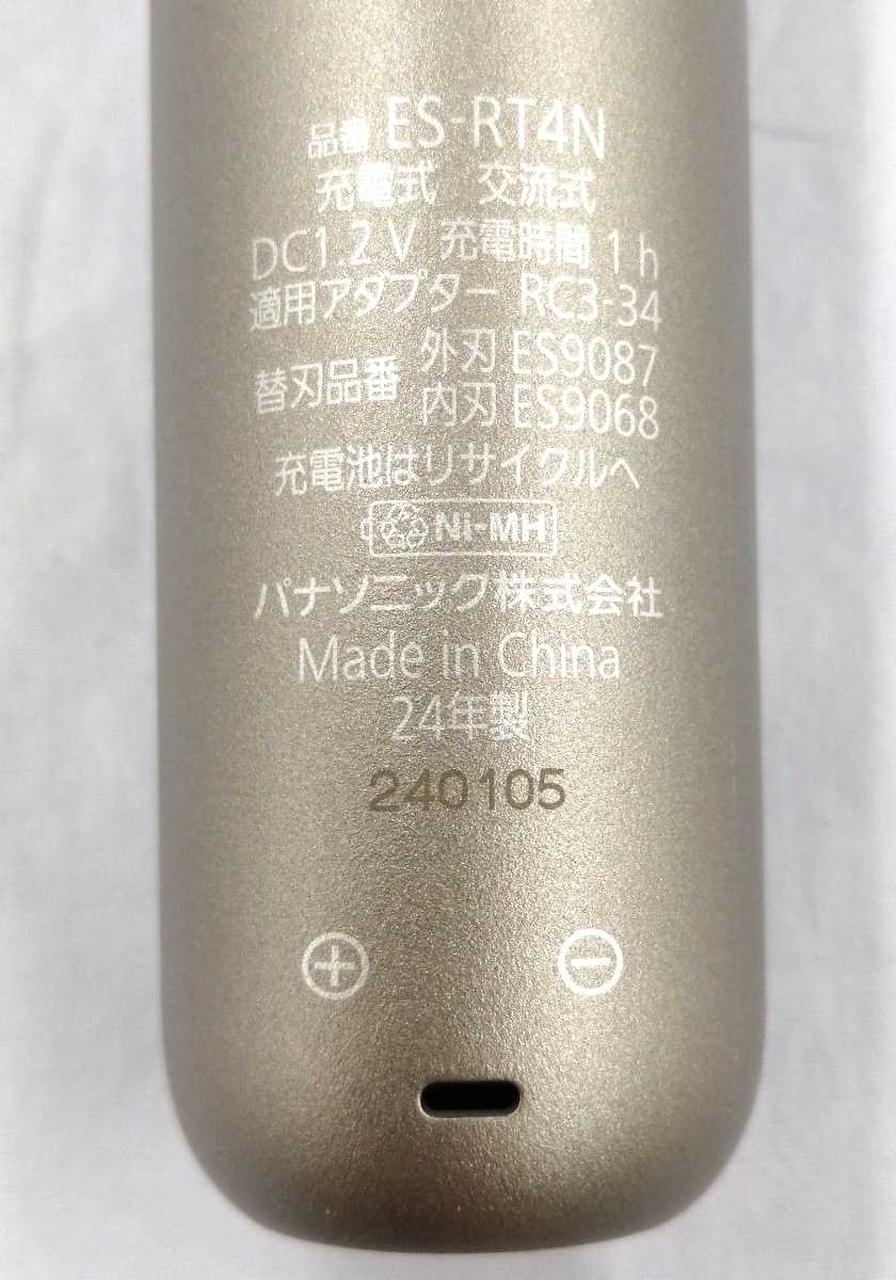 品番 ES-RT4N
充電式 交流式
DC1.2V 充電時間 1h
適用アダプター RC3-34
替刃品番 外刃 ES9087
内刃 ES9068
充電池はリサイクルへ
Ni-MH
パナソニック株式会社
Made in China
24年製
240105
⊕ ⊖